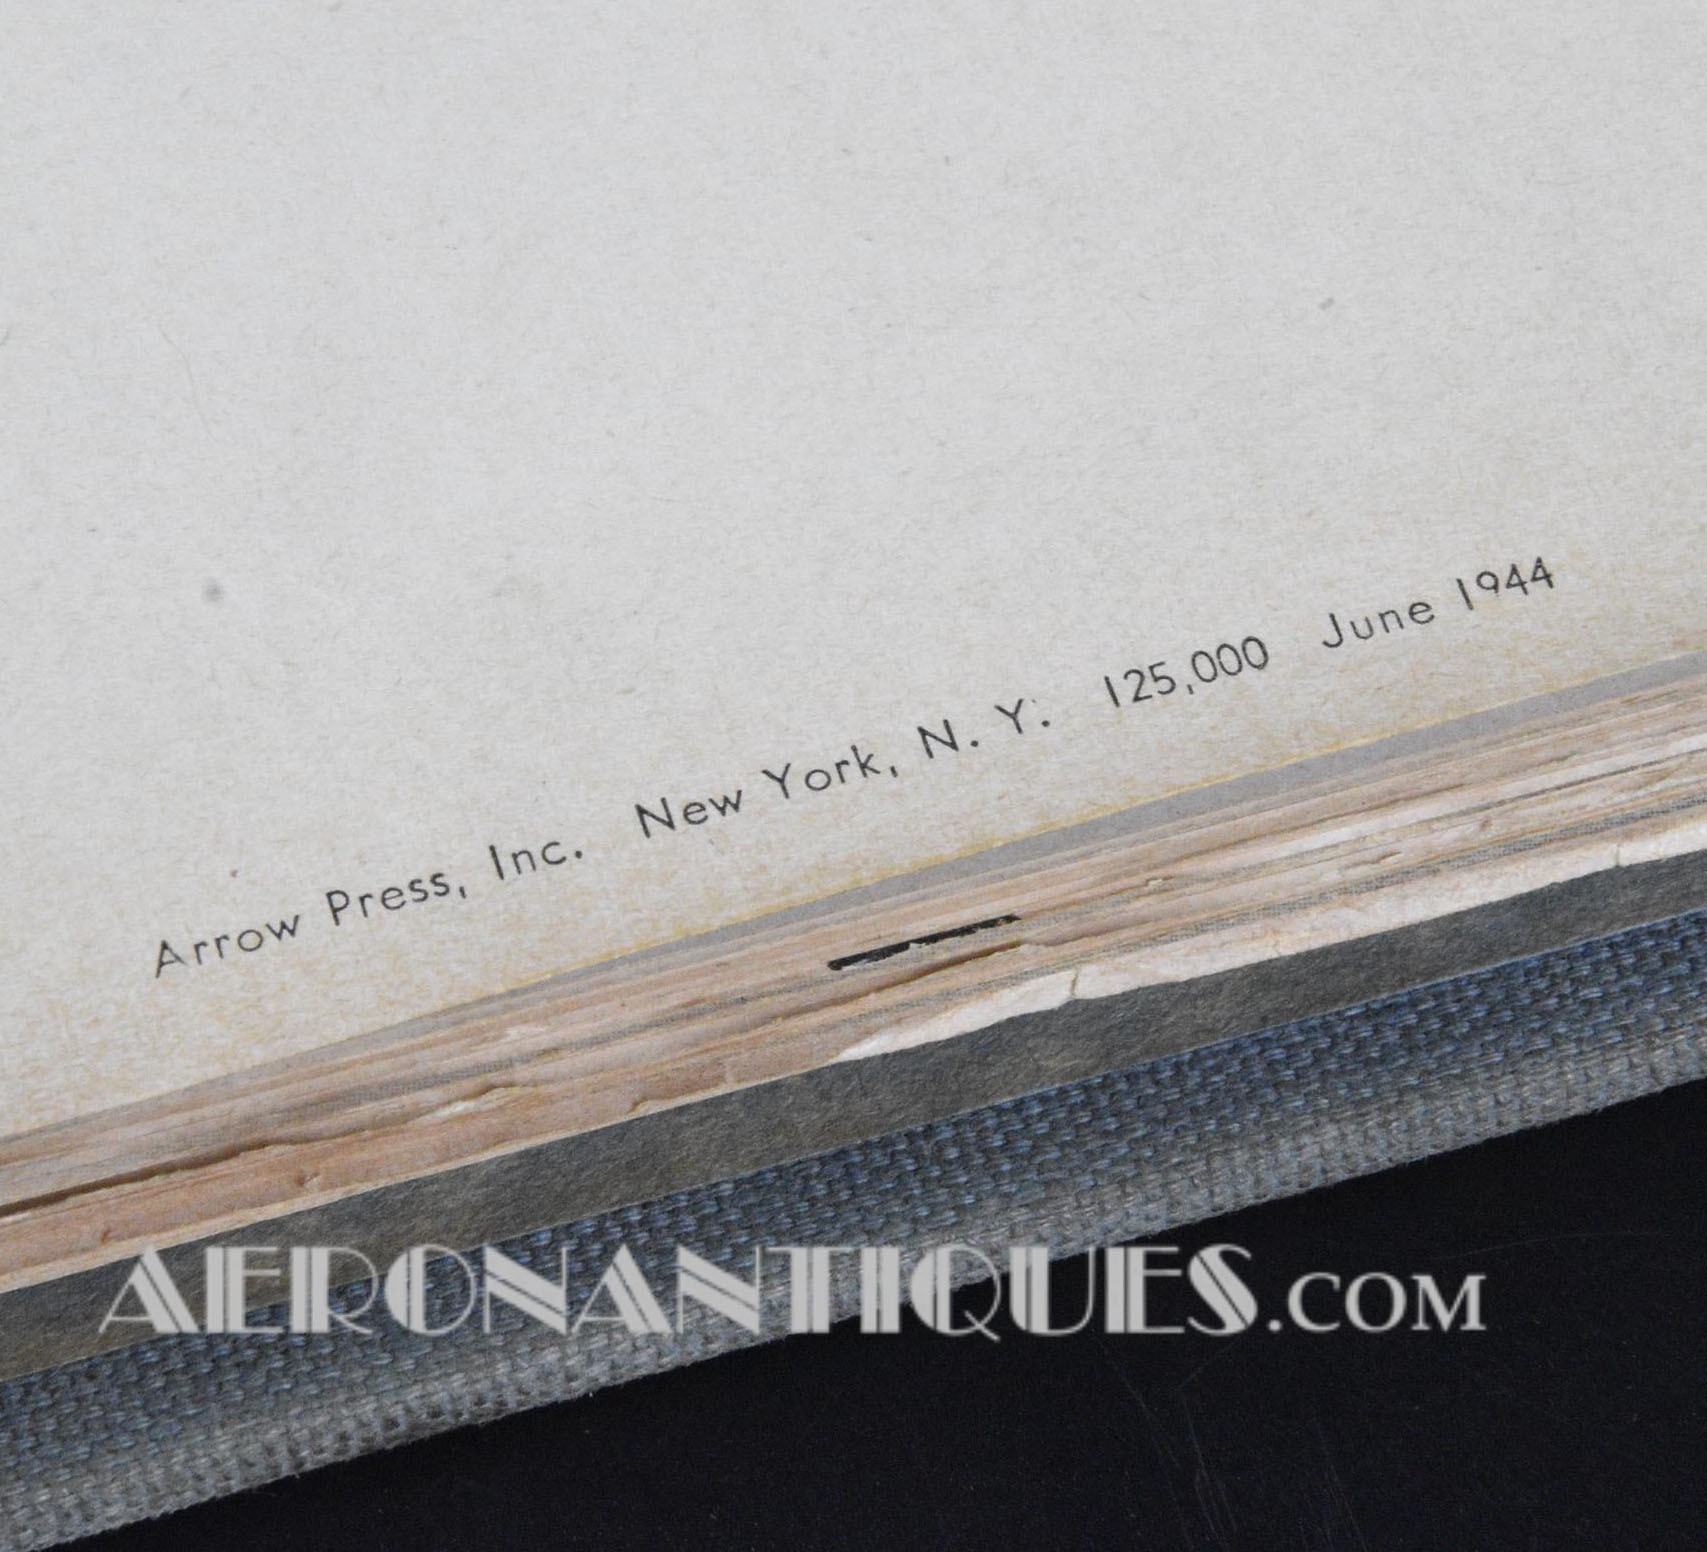 Arrow Press, Inc. New York, N. Y. 125,000 June 1944
AERONANTIQUES.COM